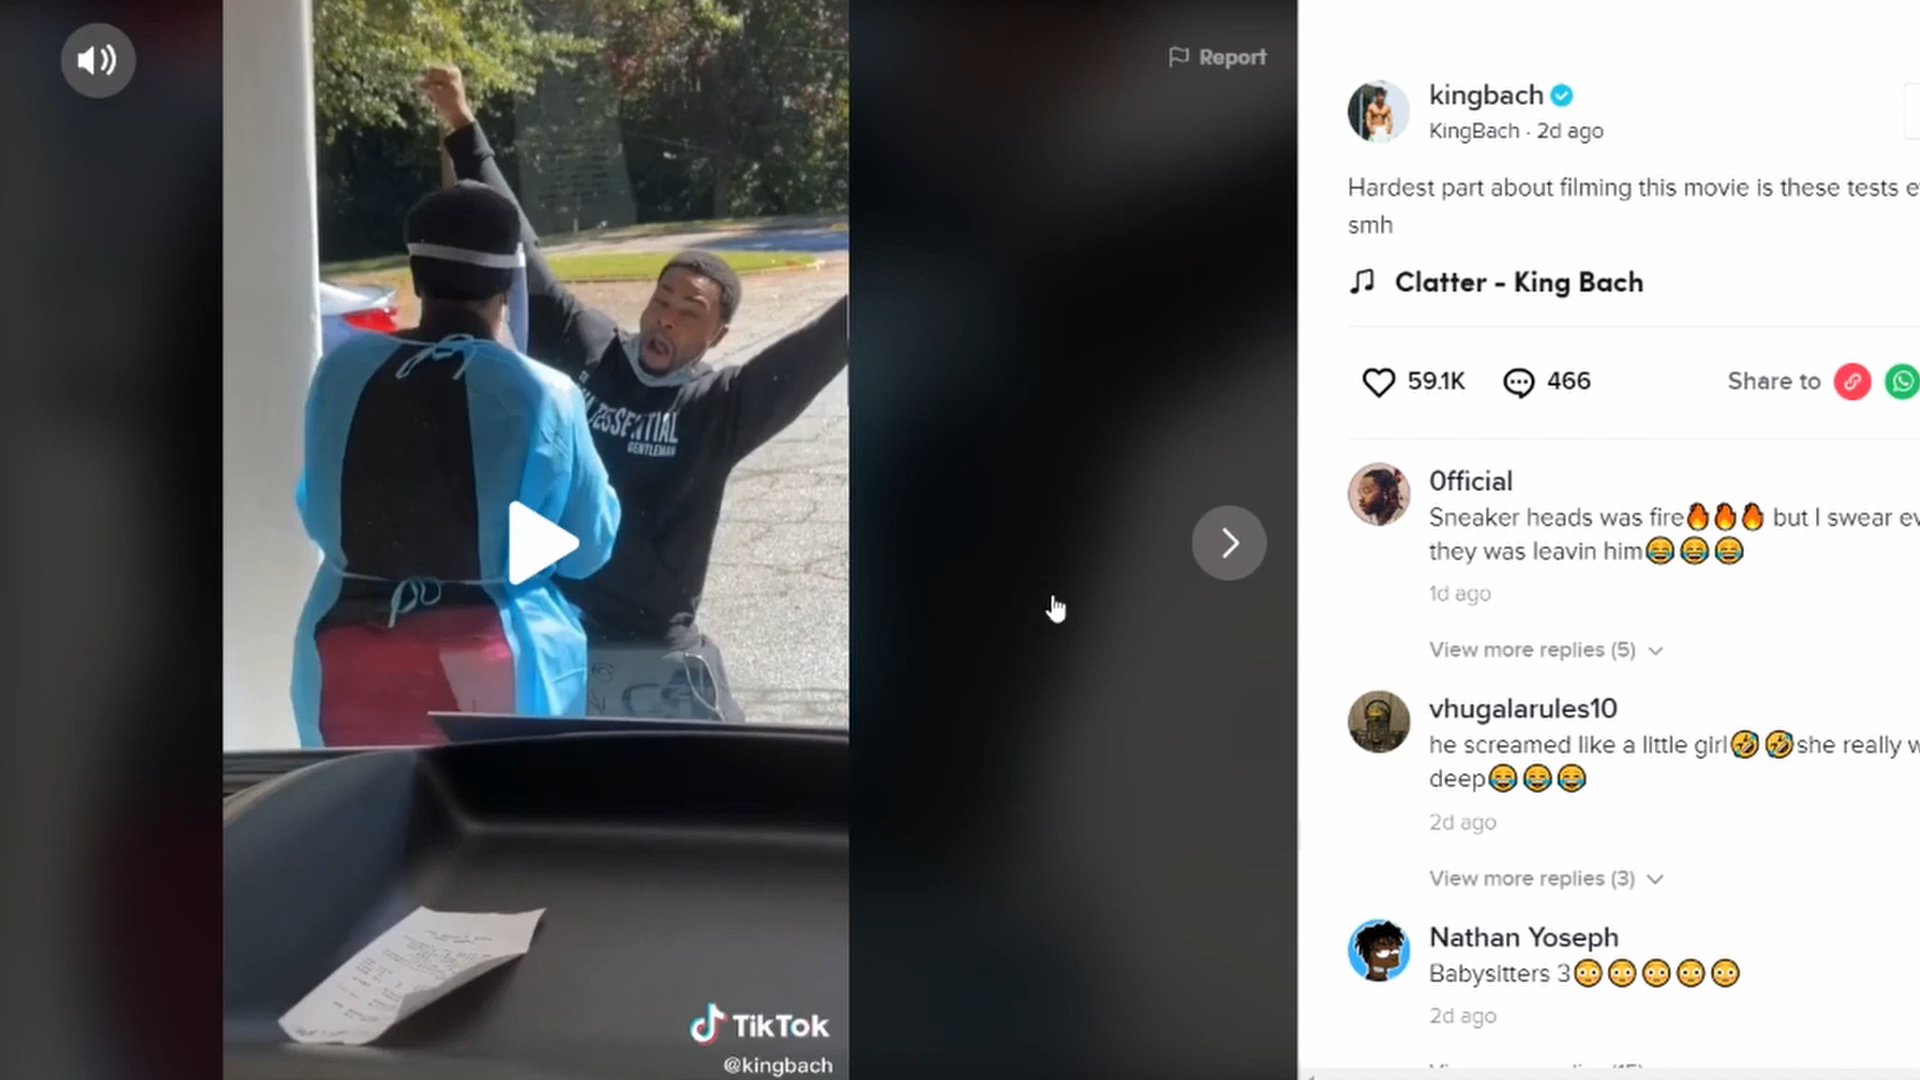 Report
ESSENTIAL
GENTLEMAN
TikTok
@kingbach
kingbach
KingBach · 2d ago
Hardest part about filming this movie is these tests
smh
Clatter - King Bach
59.1K
466
Share to
0fficial
Sneaker heads was fire🔥🔥🔥 but I swear
they was leavin him😂😂😂
1d ago
View more replies (5)
vhugalarules10
he screamed like a little girl🤣🤣she really
deep😂😂😂
2d ago
View more replies (3)
Nathan Yoseph
Babysitters 3😳😳😳😳😳
2d ago